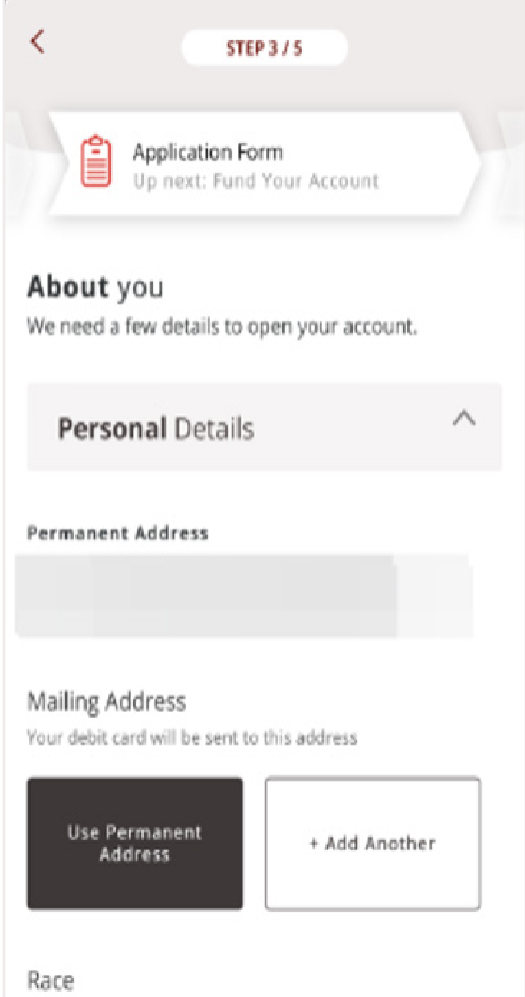 STEP 3 / 5
Application Form
Up next: Fund Your Account
About you
We need a few details to open your account.
Personal Details
Permanent Address
Mailing Address
Your debit card will be sent to this address
Use Permanent
Address
+ Add Another
Race